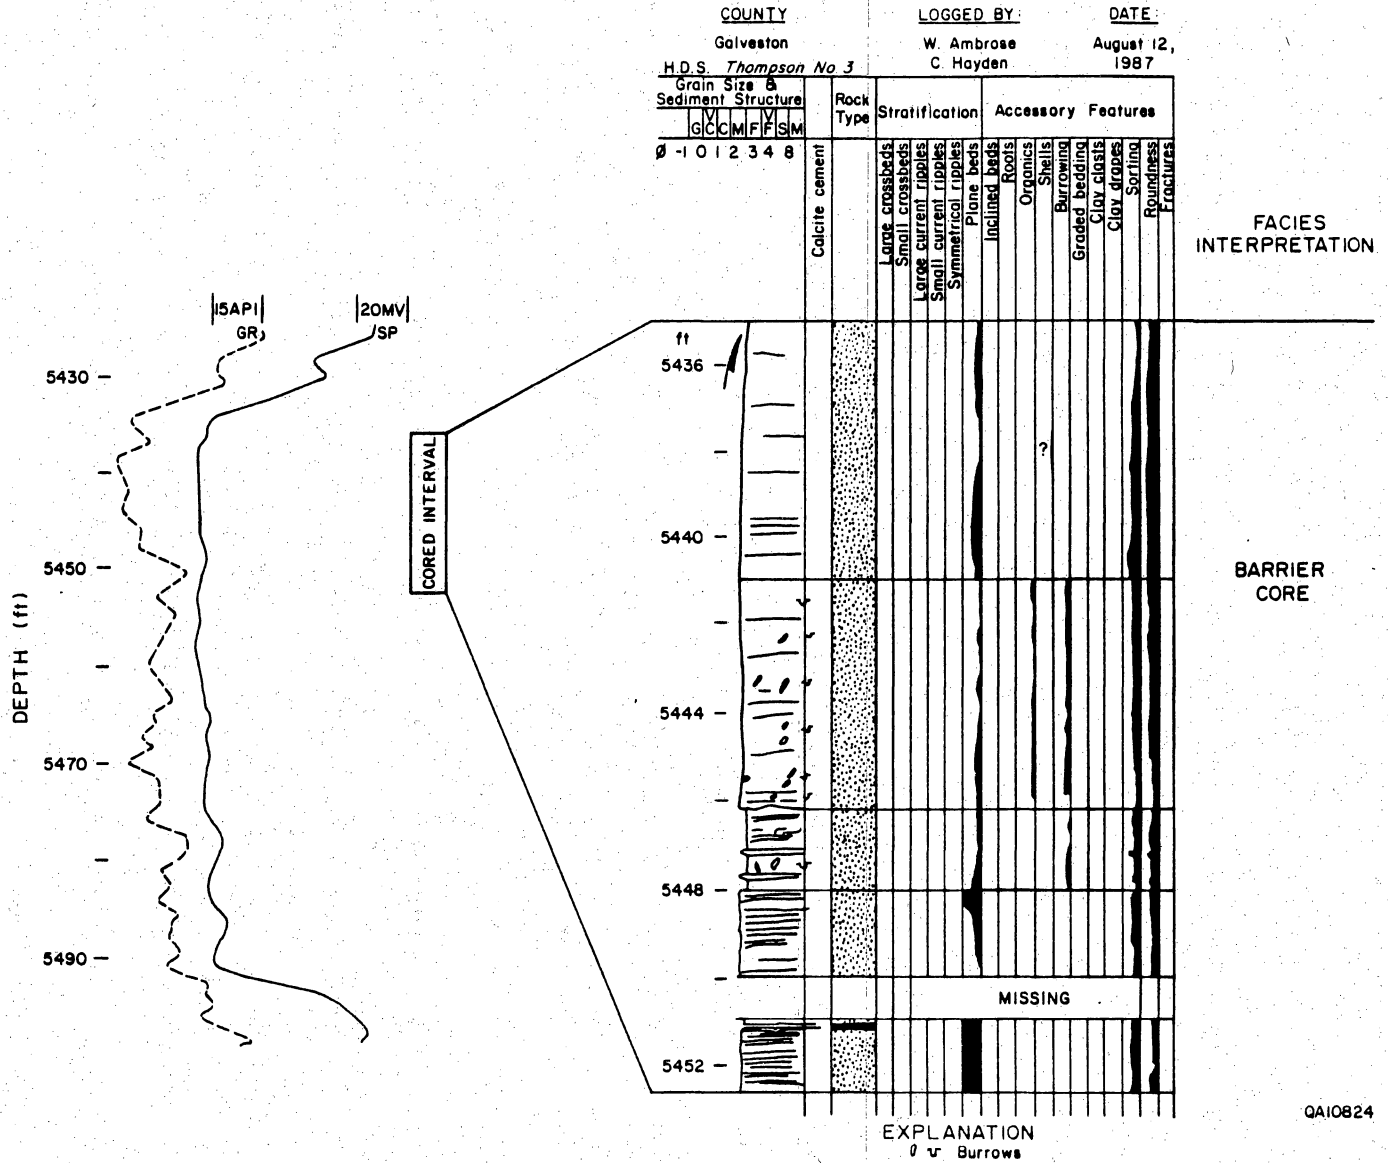 COUNTY
Galveston
LOGGED BY:
W. Ambrose
C. Hayden
DATE:
August 12,
1987
H.D.S. Thompson No. 3
Grain Size &
Sediment Structure
V V
G C C M F F S M
Ø -1 0 1 2 3 4 8
Calcite cement
Rock
Type
Stratification
Accessory Features
Large crossbeds
Small crossbeds
Large current ripples
Small current ripples
Symmetrical ripples
Plane beds
Inclined beds
Roots
Organics
Shells
Burrowing
Graded bedding
Clay clasts
Clay drapes
Sorting
Roundness
Fractures
FACIES
INTERPRETATION
15API
GR
20MV
SP
DEPTH (ft)
5430
5450
5470
5490
CORED INTERVAL
ft
5436
5440
5444
5448
5452
?
MISSING
BARRIER
CORE
QA10824
EXPLANATION
Burrows